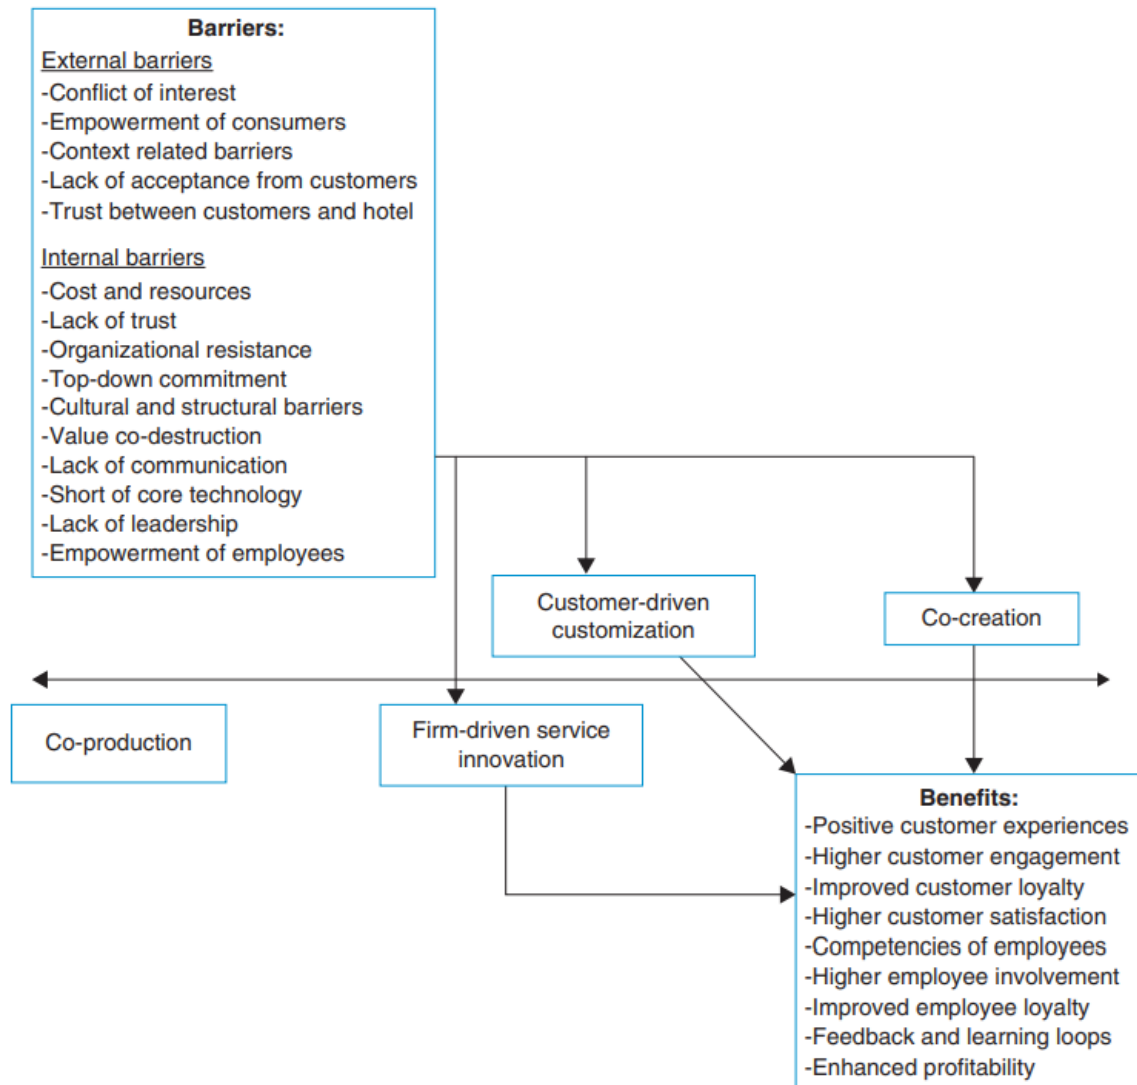 Barriers:
External barriers
-Conflict of interest
-Empowerment of consumers
-Context related barriers
-Lack of acceptance from customers
-Trust between customers and hotel
Internal barriers
-Cost and resources
-Lack of trust
-Organizational resistance
-Top-down commitment
-Cultural and structural barriers
-Value co-destruction
-Lack of communication
-Short of core technology
-Lack of leadership
-Empowerment of employees
Customer-driven
customization
Co-creation
Co-production
Firm-driven service
innovation
Benefits:
-Positive customer experiences
-Higher customer engagement
-Improved customer loyalty
-Higher customer satisfaction
-Competencies of employees
-Higher employee involvement
-Improved employee loyalty
-Feedback and learning loops
-Enhanced profitability